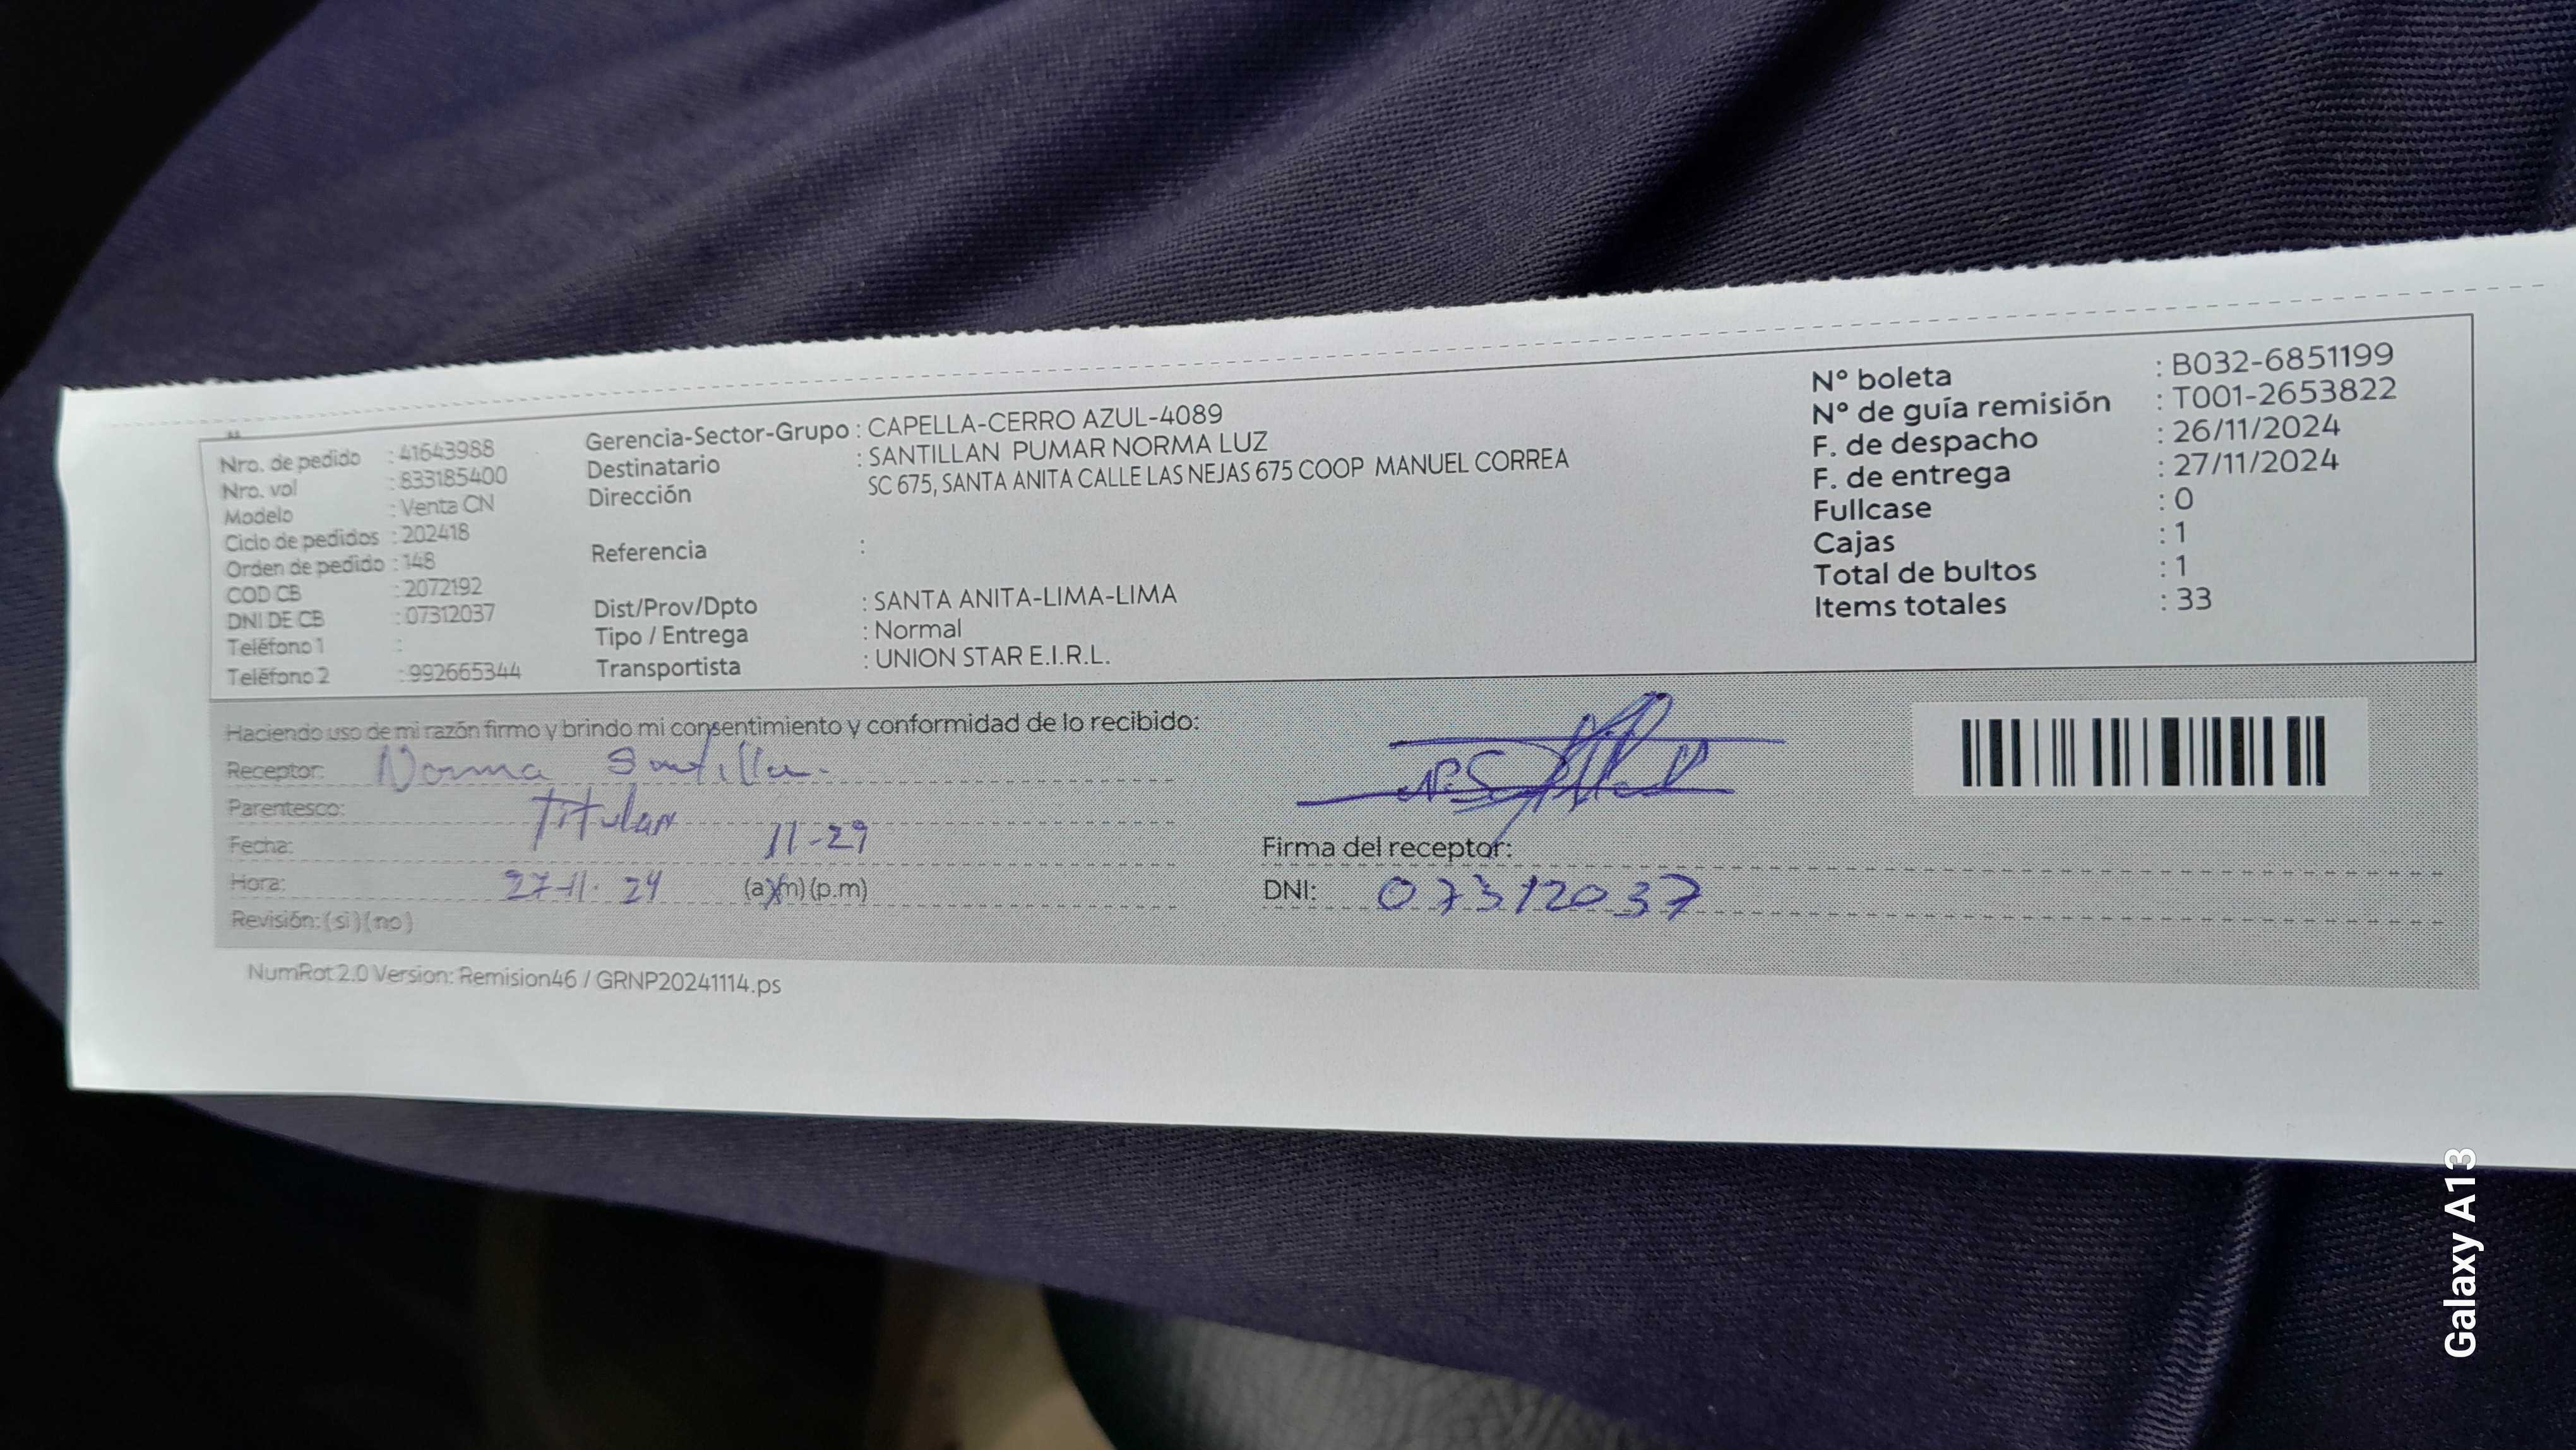 Nro. de pedido : 41643988
Nro. vol : 833185400
Modelo : Venta CN
Ciclo de pedidos : 202418
Orden de pedido : 148
COD CB : 2072192
DNI DE CB : 07312037
Teléfono 1 :
Teléfono 2 : 992665344
Gerencia-Sector-Grupo : CAPELLA-CERRO AZUL-4089
Destinatario : SANTILLAN PUMAR NORMA LUZ
Dirección SC 675, SANTA ANITA CALLE LAS NEJAS 675 COOP MANUEL CORREA
Referencia :
Dist/Prov/Dpto : SANTA ANITA-LIMA-LIMA
Tipo / Entrega : Normal
Transportista : UNION STAR E.I.R.L.
Nº boleta : B032-6851199
Nº de guía remisión : T001-2653822
F. de despacho : 26/11/2024
F. de entrega : 27/11/2024
Fullcase : 0
Cajas : 1
Total de bultos : 1
Items totales : 33
Haciendo uso de mi razón firmo y brindo mi consentimiento y conformidad de lo recibido:
Receptor: Norma Santilla.
Parentesco: Titular
Fecha: 11-29
Hora: 27-11-24 (a.m) (p.m)
Revisión: (si) (no)
Firma del receptor:
DNI: 07312037
NumRot 2.0 Version: Remision46 / GRNP20241114.ps
Galaxy A13